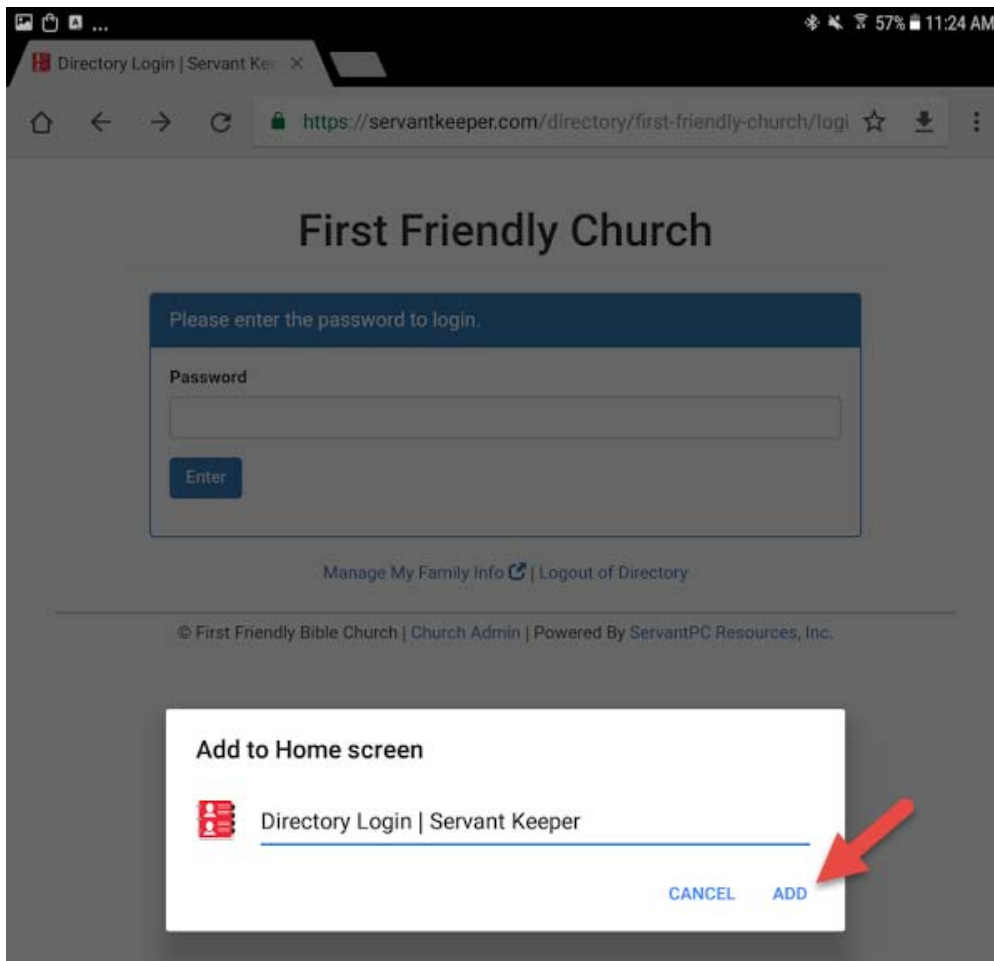 ... 57% 11:24 AM
Directory Login | Servant Kee
https://servantkeeper.com/directory/first-friendly-church/logi
First Friendly Church
Please enter the password to login.
Password
Enter
Manage My Family Info | Logout of Directory
© First Friendly Bible Church | Church Admin | Powered By ServantPC Resources, Inc.
Add to Home screen
Directory Login | Servant Keeper
CANCEL ADD